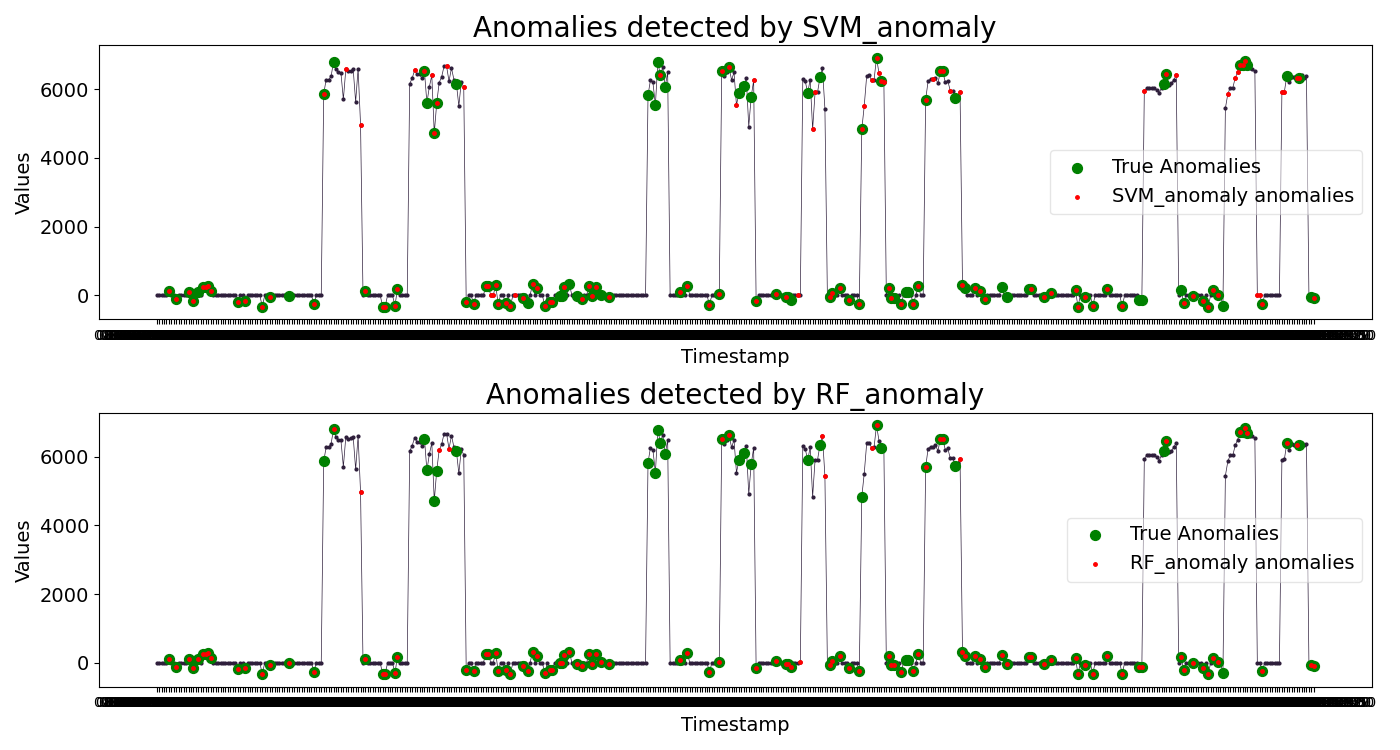 Anomalies detected by SVM_anomaly
Values
6000
4000
2000
0
True Anomalies
SVM_anomaly anomalies
Timestamp
Anomalies detected by RF_anomaly
Values
6000
4000
2000
0
True Anomalies
RF_anomaly anomalies
Timestamp